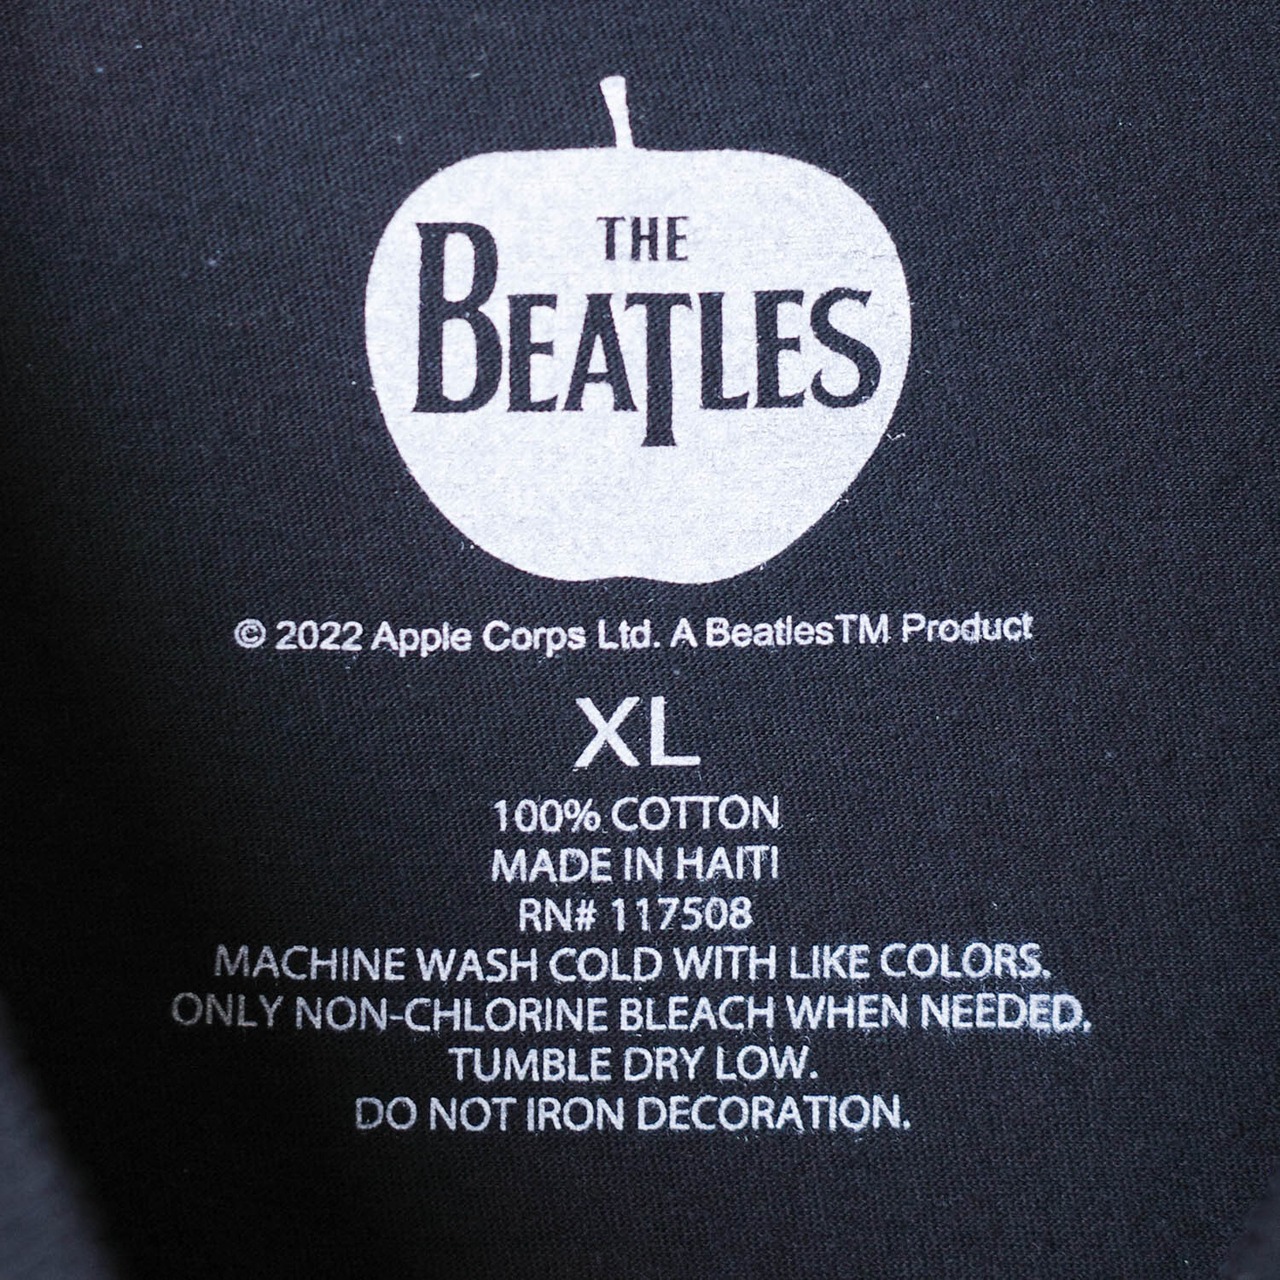 THE
BEATLES
© 2022 Apple Corps Ltd. A BeatlesTM Product
XL
100% COTTON
MADE IN HAITI
RN# 117508
MACHINE WASH COLD WITH LIKE COLORS.
ONLY NON-CHLORINE BLEACH WHEN NEEDED.
TUMBLE DRY LOW.
DO NOT IRON DECORATION.